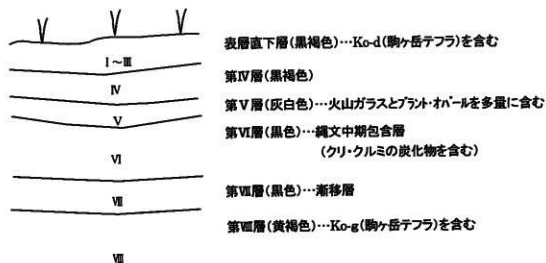 表層直下層(黒褐色)…Ko-d(駒ヶ岳テフラ)を含む
I～Ⅲ
第Ⅳ層(黒褐色)
Ⅳ
第Ⅴ層(灰白色)…火山ガラスとプラント・オパールを多量に含む
Ⅴ
第Ⅵ層(黒色)…縄文中期包含層
(クリ・クルミの炭化物を含む)
Ⅵ
第Ⅶ層(黒色)…漸移層
Ⅶ
第Ⅷ層(黄褐色)…Ko-g(駒ヶ岳テフラ)を含む
Ⅷ